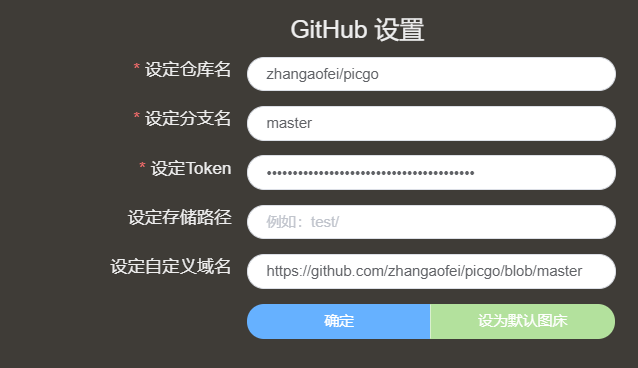 GitHub 设置
* 设定仓库名 zhangaofei/picgo
* 设定分支名 master
* 设定Token ••••••••••••••••••••••••••••••••••••••••
设定存储路径 例如：test/
设定自定义域名 https://github.com/zhangaofei/picgo/blob/master
确定 设为默认图床